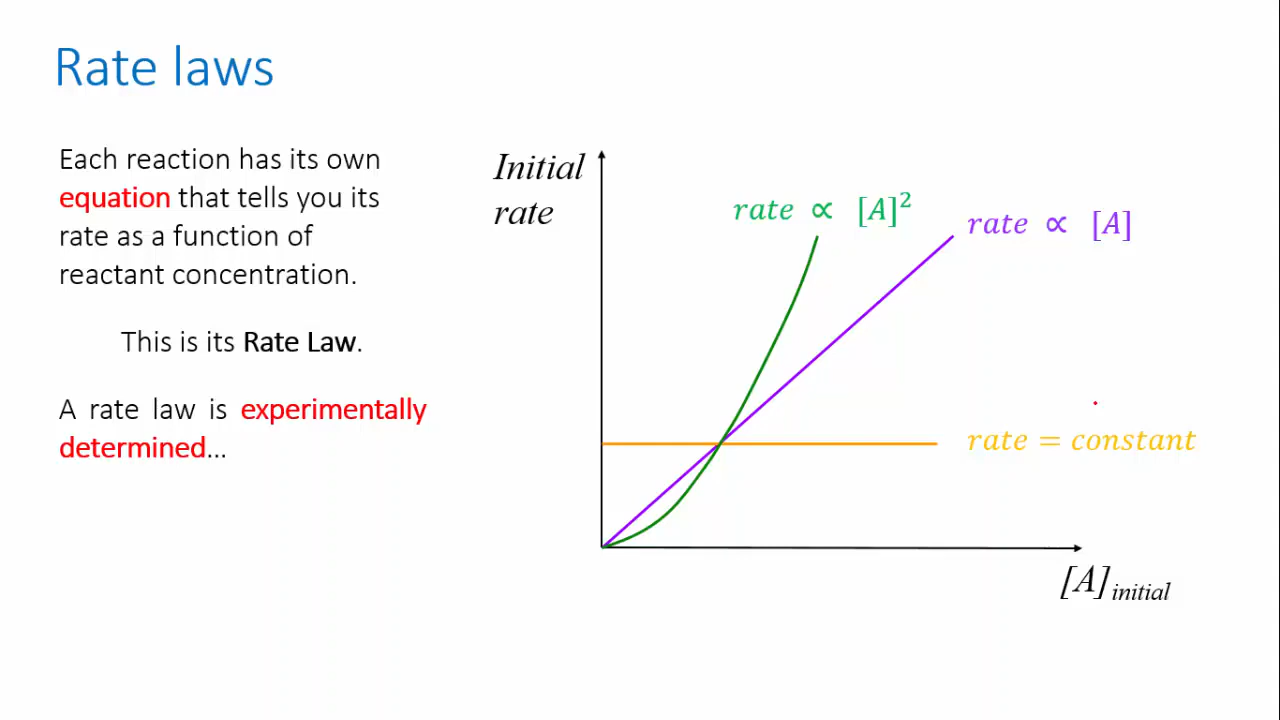 Rate laws
Each reaction has its own
equation that tells you its
rate as a function of
reactant concentration.
This is its Rate Law.
A rate law is experimentally
determined...
Initial
rate
rate ∝ [A]²
rate ∝ [A]
rate = constant
[A]initial